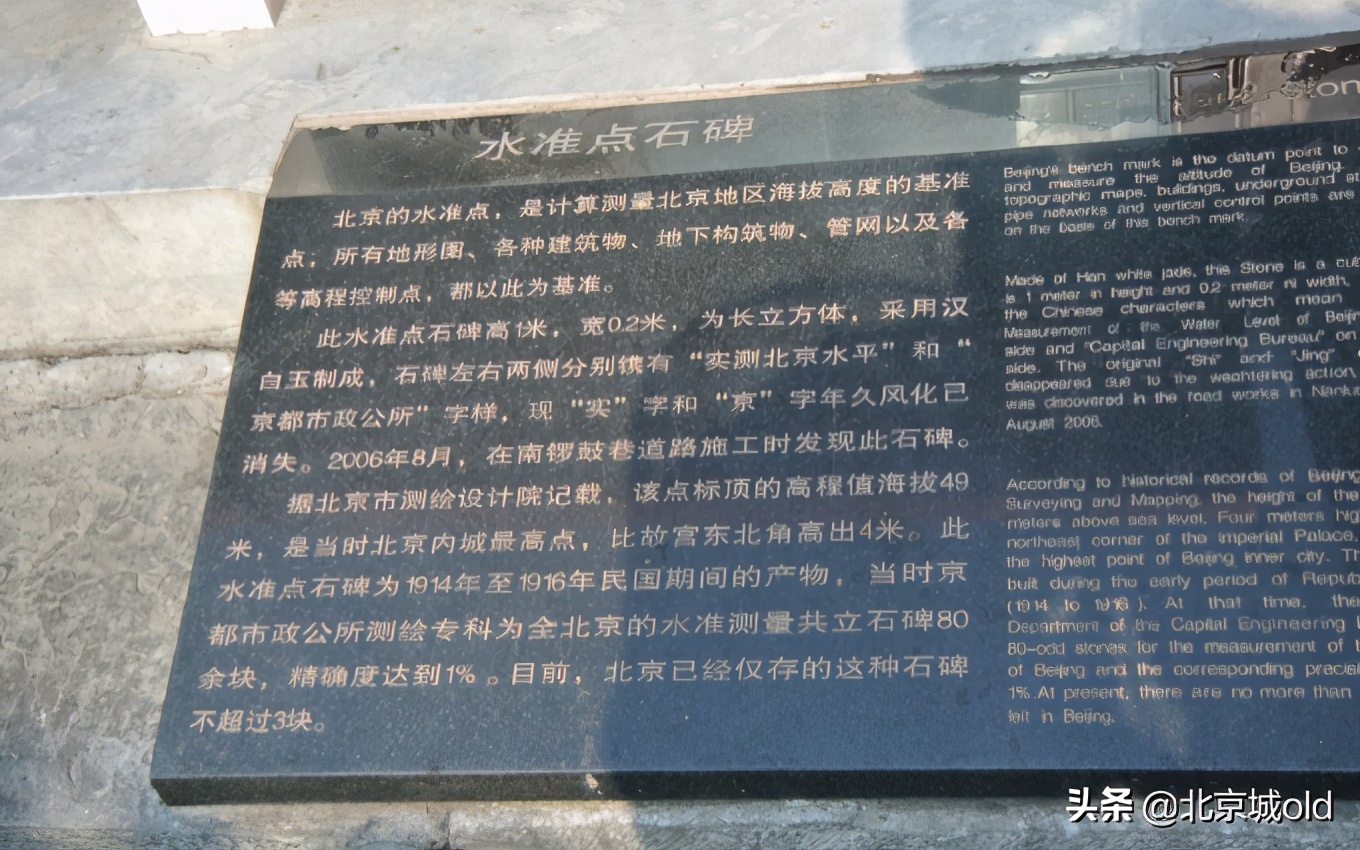 水准点石碑
北京的水准点，是计算测量北京地区海拔高度的基准
点，所有地形图、各种建筑物、地下构筑物、管网以及各
等高程控制点，都以此为基准。
此水准点石碑高1米，宽0.2米，为长立方体，采用汉
白玉制成，石碑左右两侧分别镌有“实测北京水平”和“
京都市政公所”字样，现“实”字和“京”字年久风化已
消失。2006年8月，在南锣鼓巷道路施工时发现此石碑。
据北京市测绘设计院记载，该点标顶的高程值海拔49
米，是当时北京内城最高点，比故宫东北角高出4米。此
水准点石碑为1914年至1916年民国期间的产物，当时京
都市政公所测绘专科为全北京的水准测量共立石碑80
余块，精确度达到1%。目前，北京已经仅存的这种石碑
不超过3块。
Ston
Beijing's bench mark is the datum point to
and measure the altitude of Beijing.
topographic maps, buildings, underground
pipe networks and vertical control points are
on the basis of this bench mark.
Made of Han white jade, this Stone is a
is 1 meter in height and 0.2 meter ni width,
the Chinese characters which mean
Measurement of the Water Level of
side and "Capital Engineering Bureau" on
side. The original "Shi" and "Jing"
disappeared due to the weahtering action,
was discovered in the road works in
August 2006.
According to historical records of Beijing
Surveying and Mapping, the height of the
meters above sea level, Four meters
northeast corner of the Imperial Palace,
the highest point of Beijing inner city.
built during the early period of
(1914 to 1916). At that time,
Department of the Capital Engineering
80-odd stones for the measurement of
of Beijing and the corresponding
1%.At present, there are no more than
left in Beijing.
头条 @北京城old